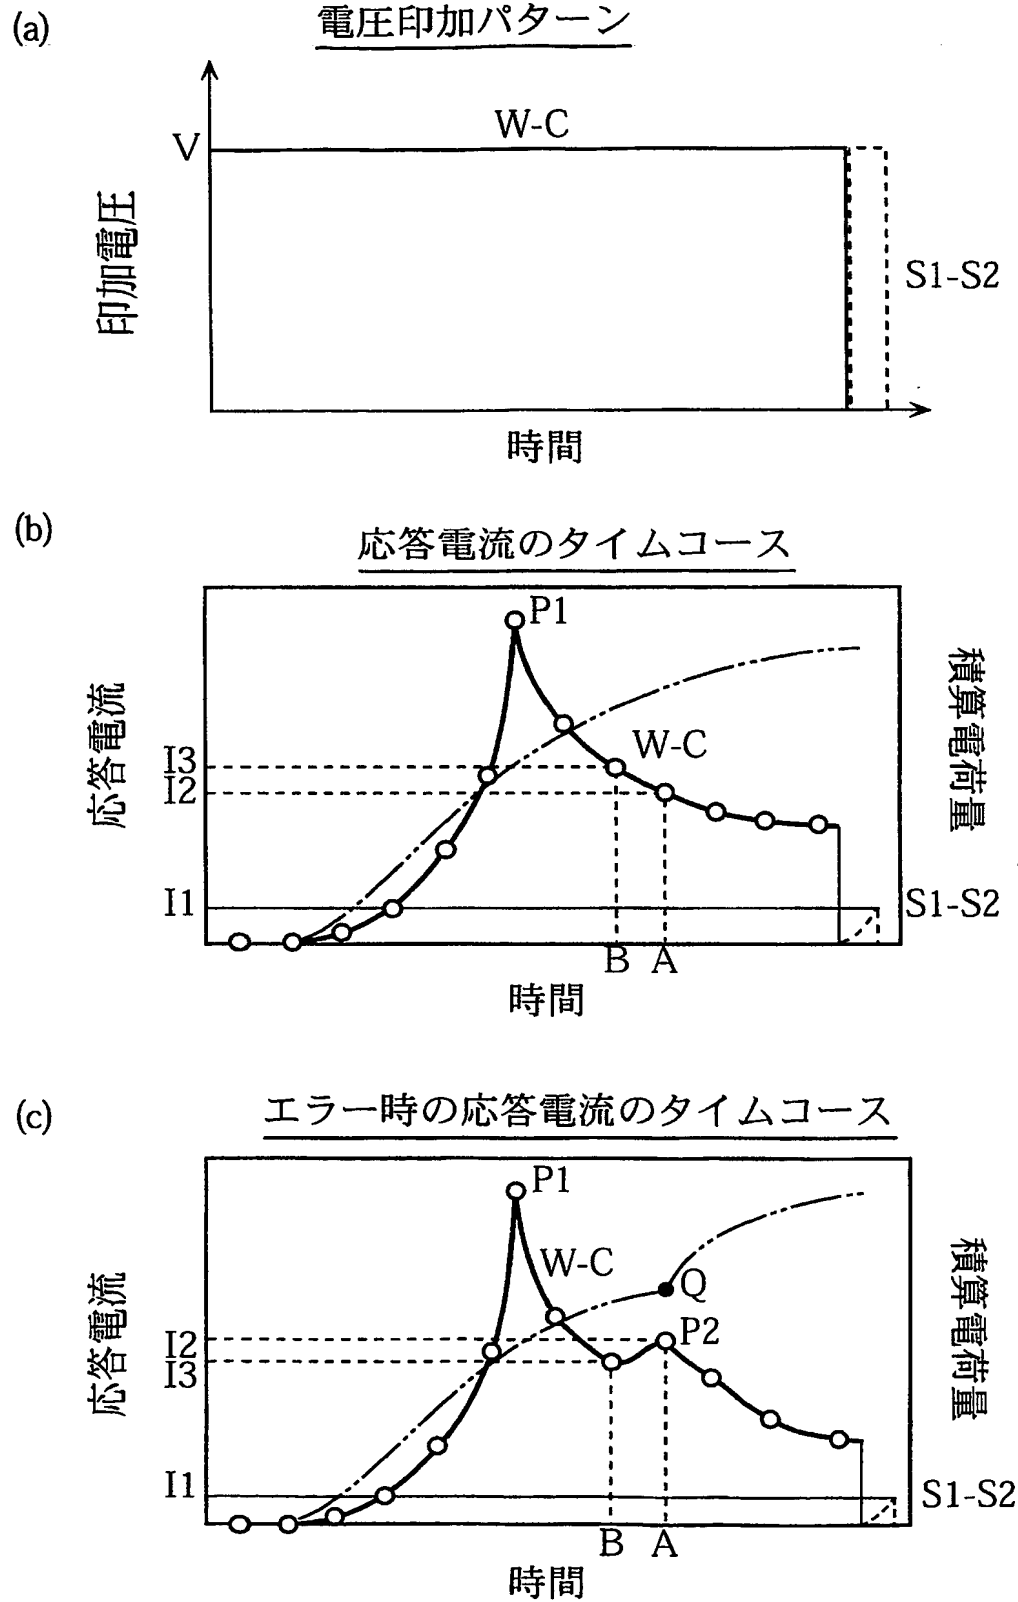 (a)
電圧印加パターン
V
W-C
印加電圧
S1-S2
時間
(b)
応答電流のタイムコース
P1
応答電流
積算電荷量
W-C
I3
I2
I1
S1-S2
B
A
時間
(c)
エラー時の応答電流のタイムコース
P1
W-C
Q
応答電流
積算電荷量
P2
I2
I3
I1
S1-S2
B
A
時間